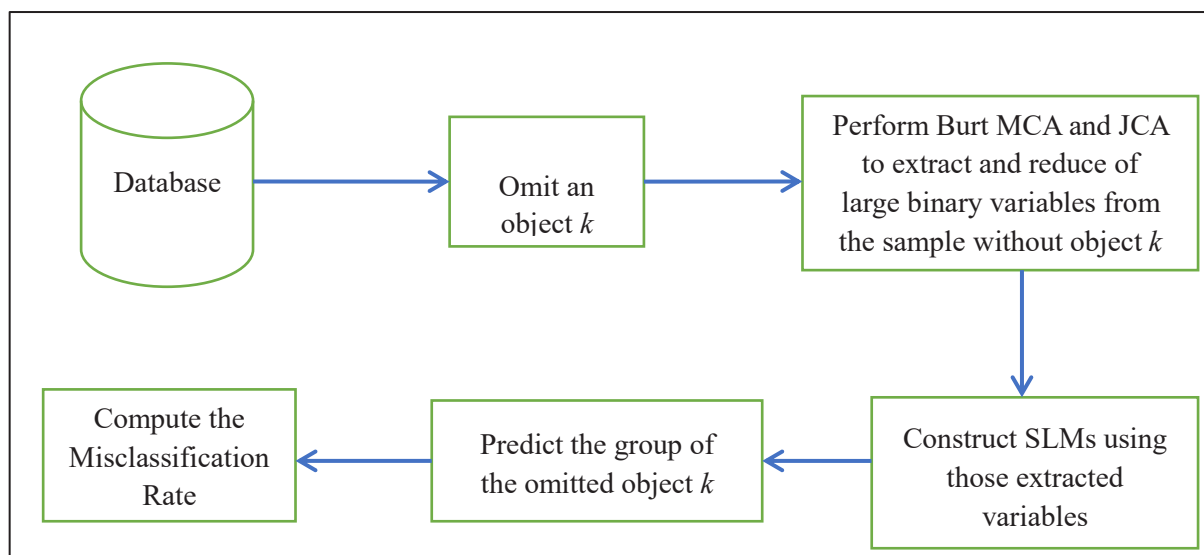 Database
Omit an
object k
Perform Burt MCA and JCA
to extract and reduce of
large binary variables from
the sample without object k
Construct SLMs using
those extracted
variables
Predict the group of
the omitted object k
Compute the
Misclassification
Rate